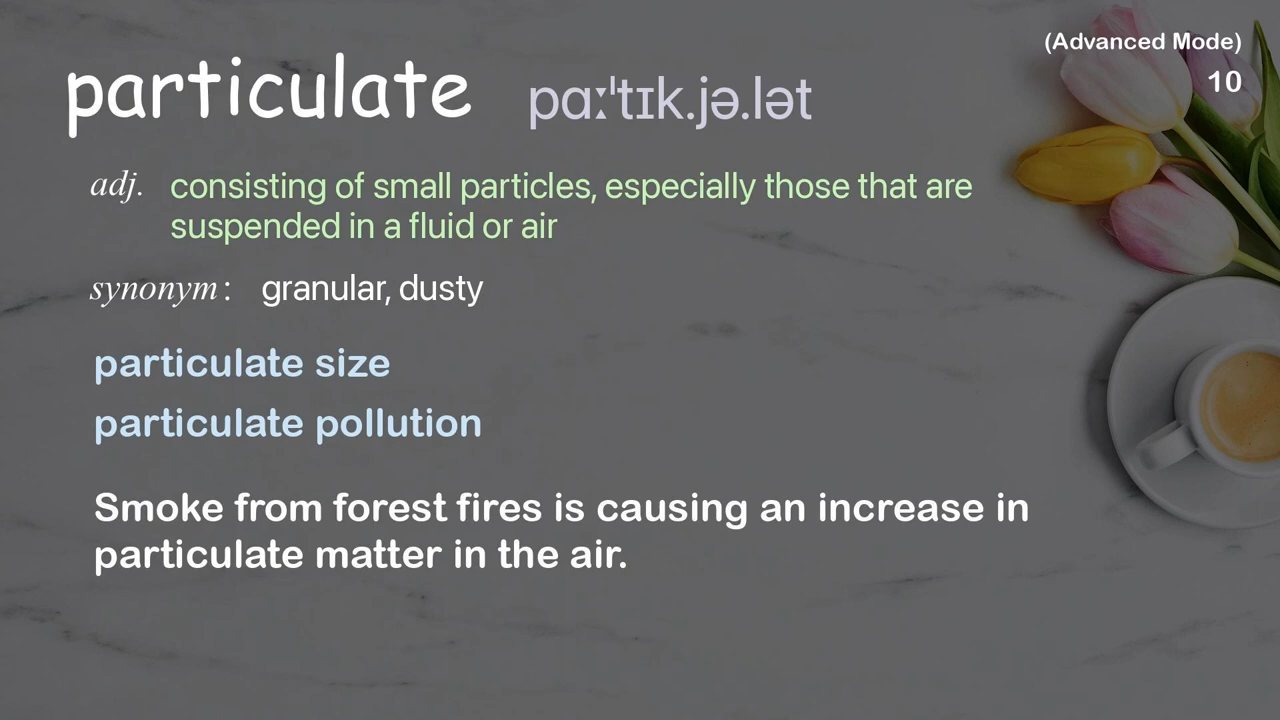 (Advanced Mode)
10
particulate pɑːˈtɪk.jə.lət
adj. consisting of small particles, especially those that are
suspended in a fluid or air
synonym: granular, dusty
particulate size
particulate pollution
Smoke from forest fires is causing an increase in
particulate matter in the air.